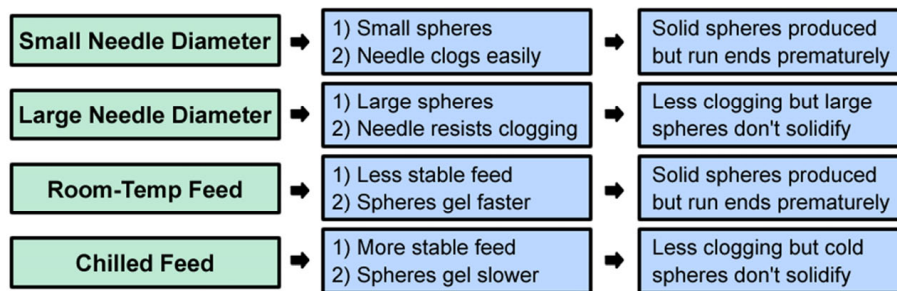 Small Needle Diameter
1) Small spheres
2) Needle clogs easily
Solid spheres produced
but run ends prematurely
Large Needle Diameter
1) Large spheres
2) Needle resists clogging
Less clogging but large
spheres don't solidify
Room-Temp Feed
1) Less stable feed
2) Spheres gel faster
Solid spheres produced
but run ends prematurely
Chilled Feed
1) More stable feed
2) Spheres gel slower
Less clogging but cold
spheres don't solidify